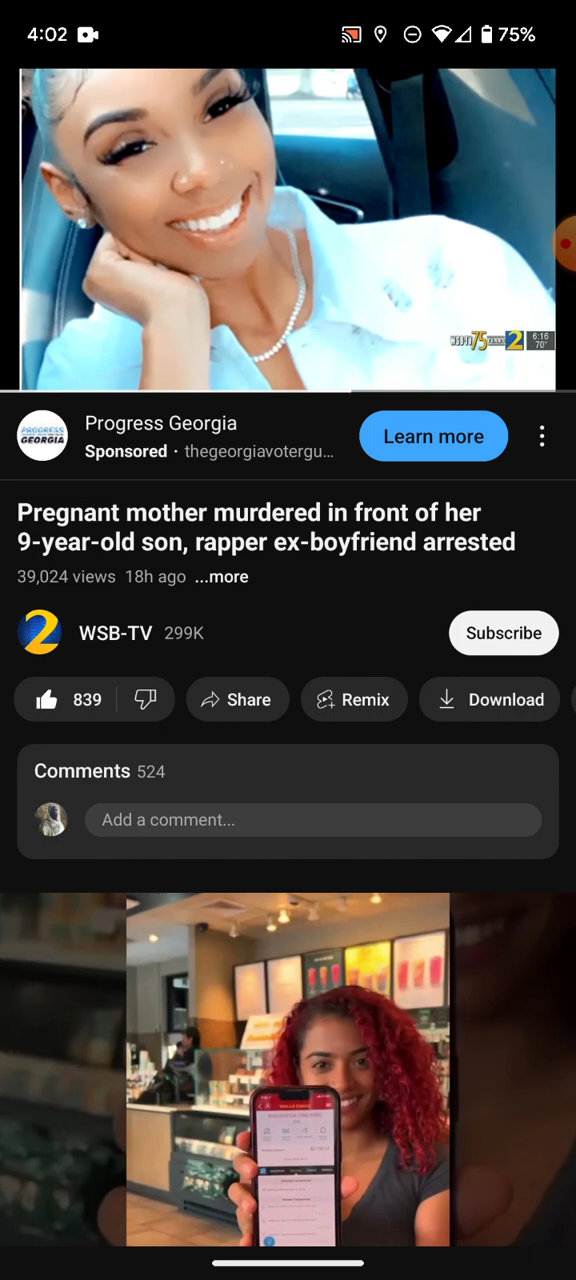 4:02
75%
WSB-TV 75 YEARS 2 6:16
70°
PROGRESS
GEORGIA
Progress Georgia
Sponsored · thegeorgiavotergu...
Learn more
Pregnant mother murdered in front of her
9-year-old son, rapper ex-boyfriend arrested
39,024 views 18h ago ...more
2
WSB-TV 299K
Subscribe
839
Share
Remix
Download
Comments 524
Add a comment...
WELLS FARGO